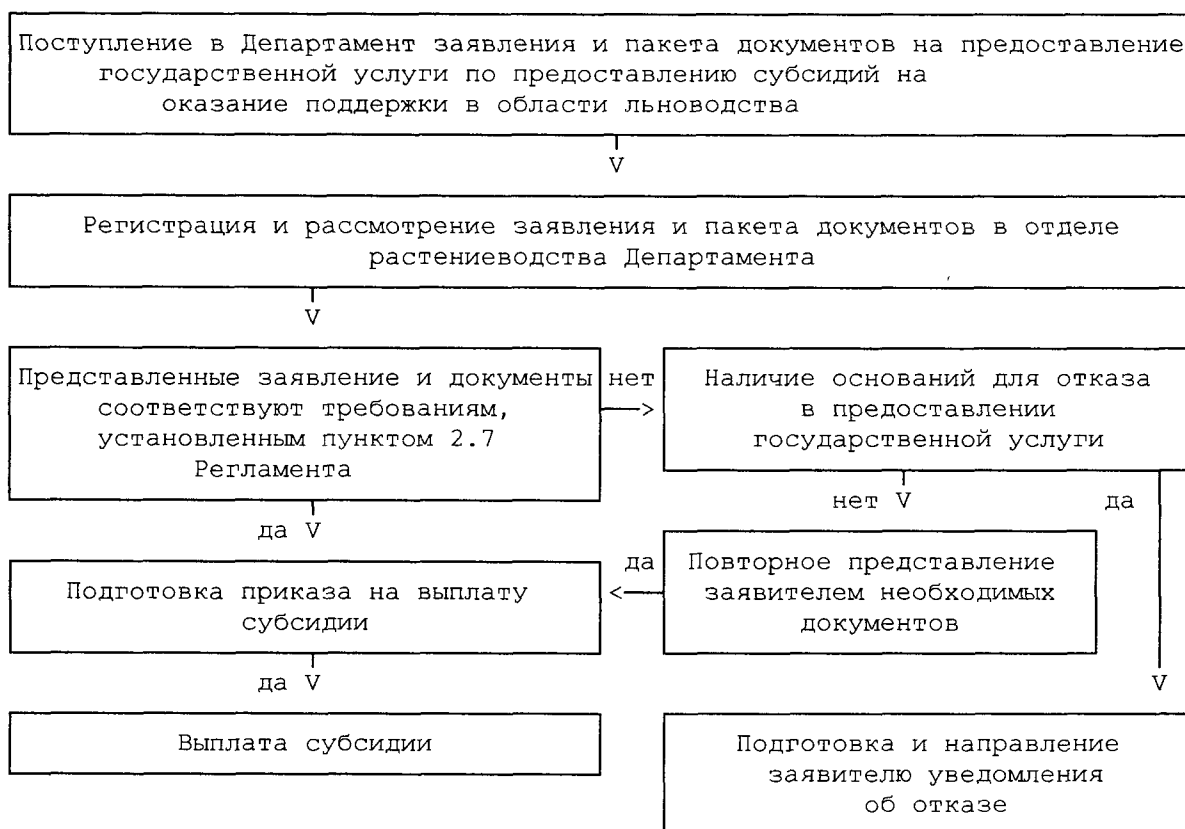 Поступление в Департамент заявления и пакета документов на предоставление
государственной услуги по предоставлению субсидий на
оказание поддержки в области льноводства
V
Регистрация и рассмотрение заявления и пакета документов в отделе
растениеводства Департамента
V
Представленные заявление и документы
соответствуют требованиям,
установленным пунктом 2.7
Регламента
нет
>
Наличие оснований для отказа
в предоставлении
государственной услуги
нет V
да
да V
Повторное представление
заявителем необходимых
документов
да
<
Подготовка приказа на выплату
субсидии
да V
V
Выплата субсидии
Подготовка и направление
заявителю уведомления
об отказе